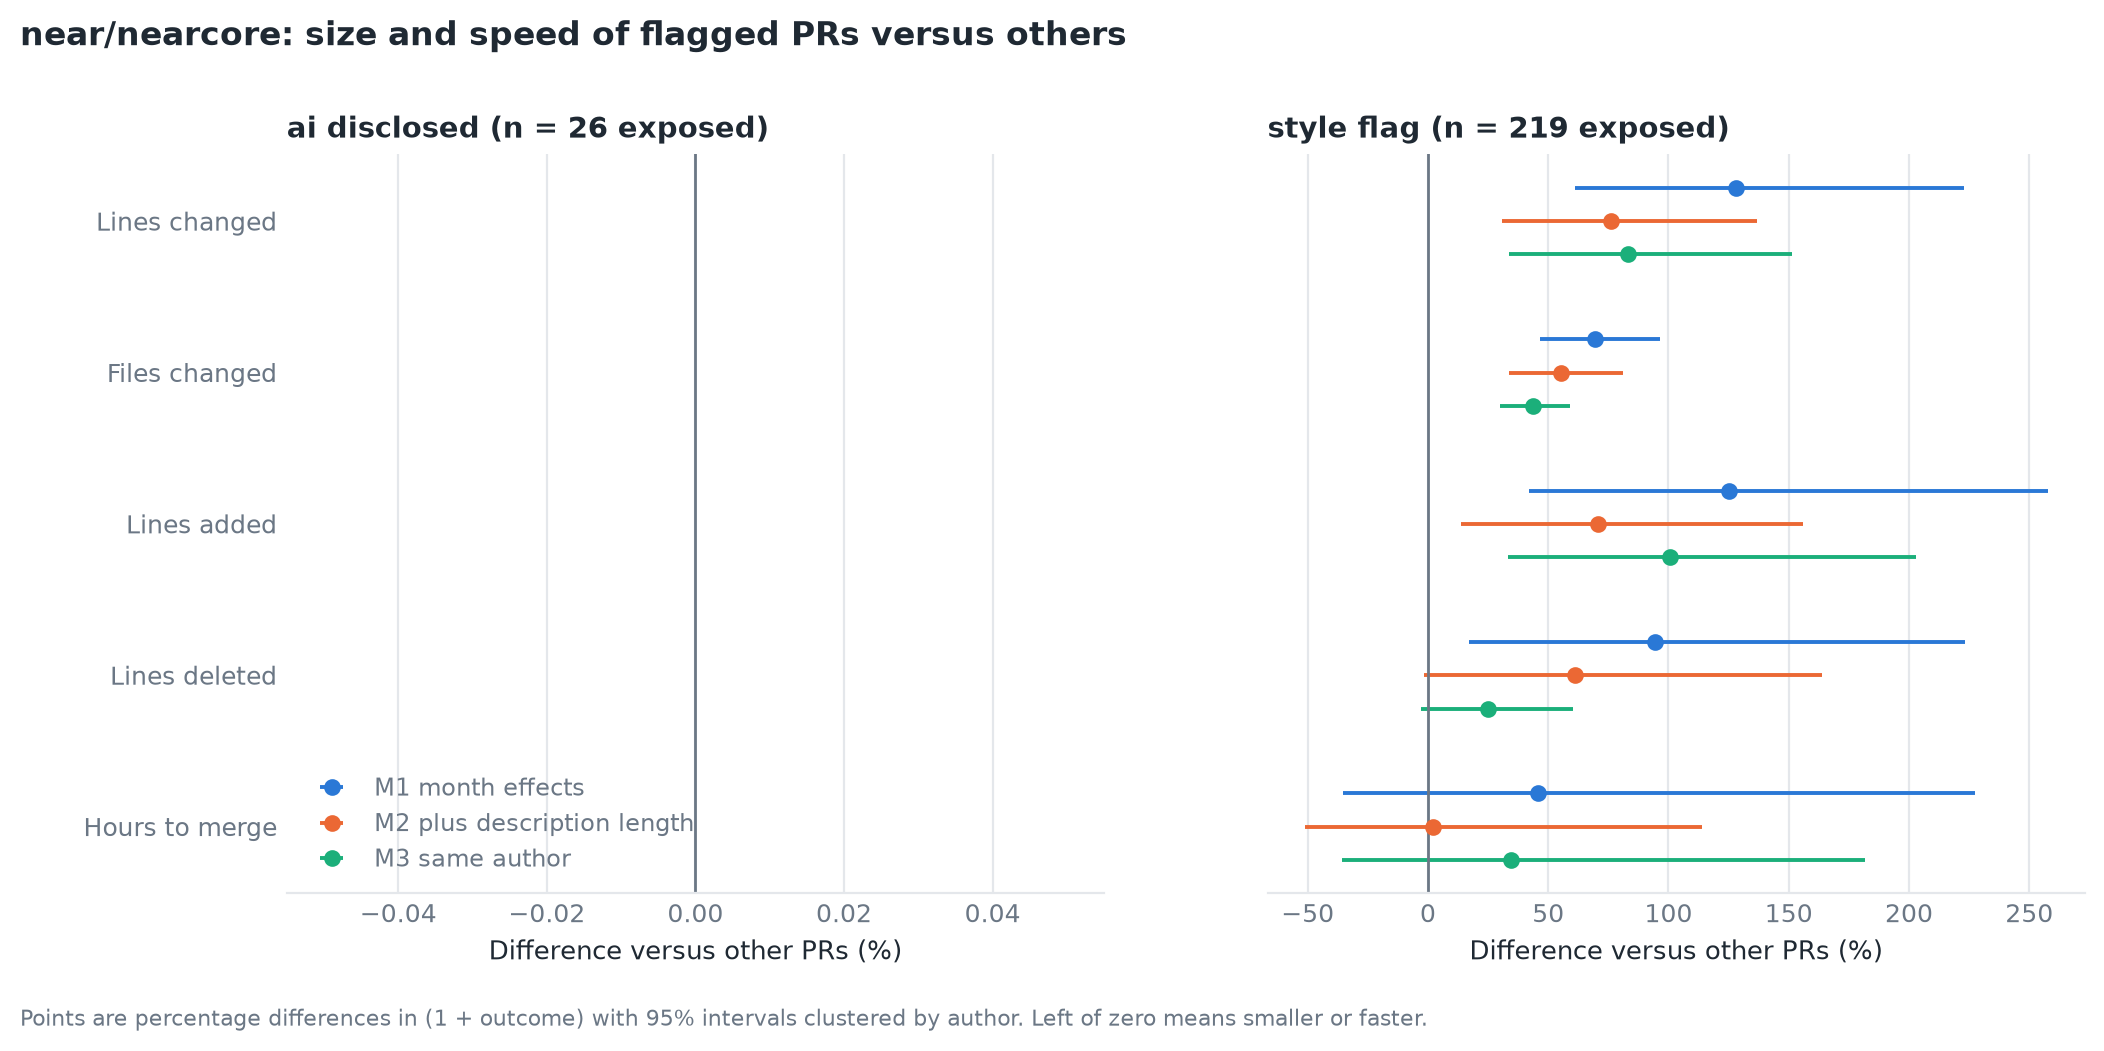 near/nearcore: size and speed of flagged PRs versus others
ai disclosed (n = 26 exposed)
style flag (n = 219 exposed)
Lines changed
Files changed
Lines added
Lines deleted
Hours to merge
M1 month effects
M2 plus description length
M3 same author
−0.04 −0.02 0.00 0.02 0.04
−50 0 50 100 150 200 250
Difference versus other PRs (%)
Difference versus other PRs (%)
Points are percentage differences in (1 + outcome) with 95% intervals clustered by author. Left of zero means smaller or faster.